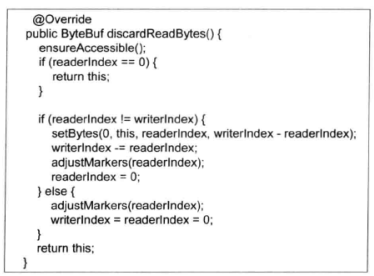 @Override
public ByteBuf discardReadBytes() {
ensureAccessible();
if (readerIndex == 0) {
return this;
}
if (readerIndex != writerIndex) {
setBytes(0, this, readerIndex, writerIndex - readerIndex);
writerIndex -= readerIndex;
adjustMarkers(readerIndex);
readerIndex = 0;
} else {
adjustMarkers(readerIndex);
writerIndex = readerIndex = 0;
}
return this;
}